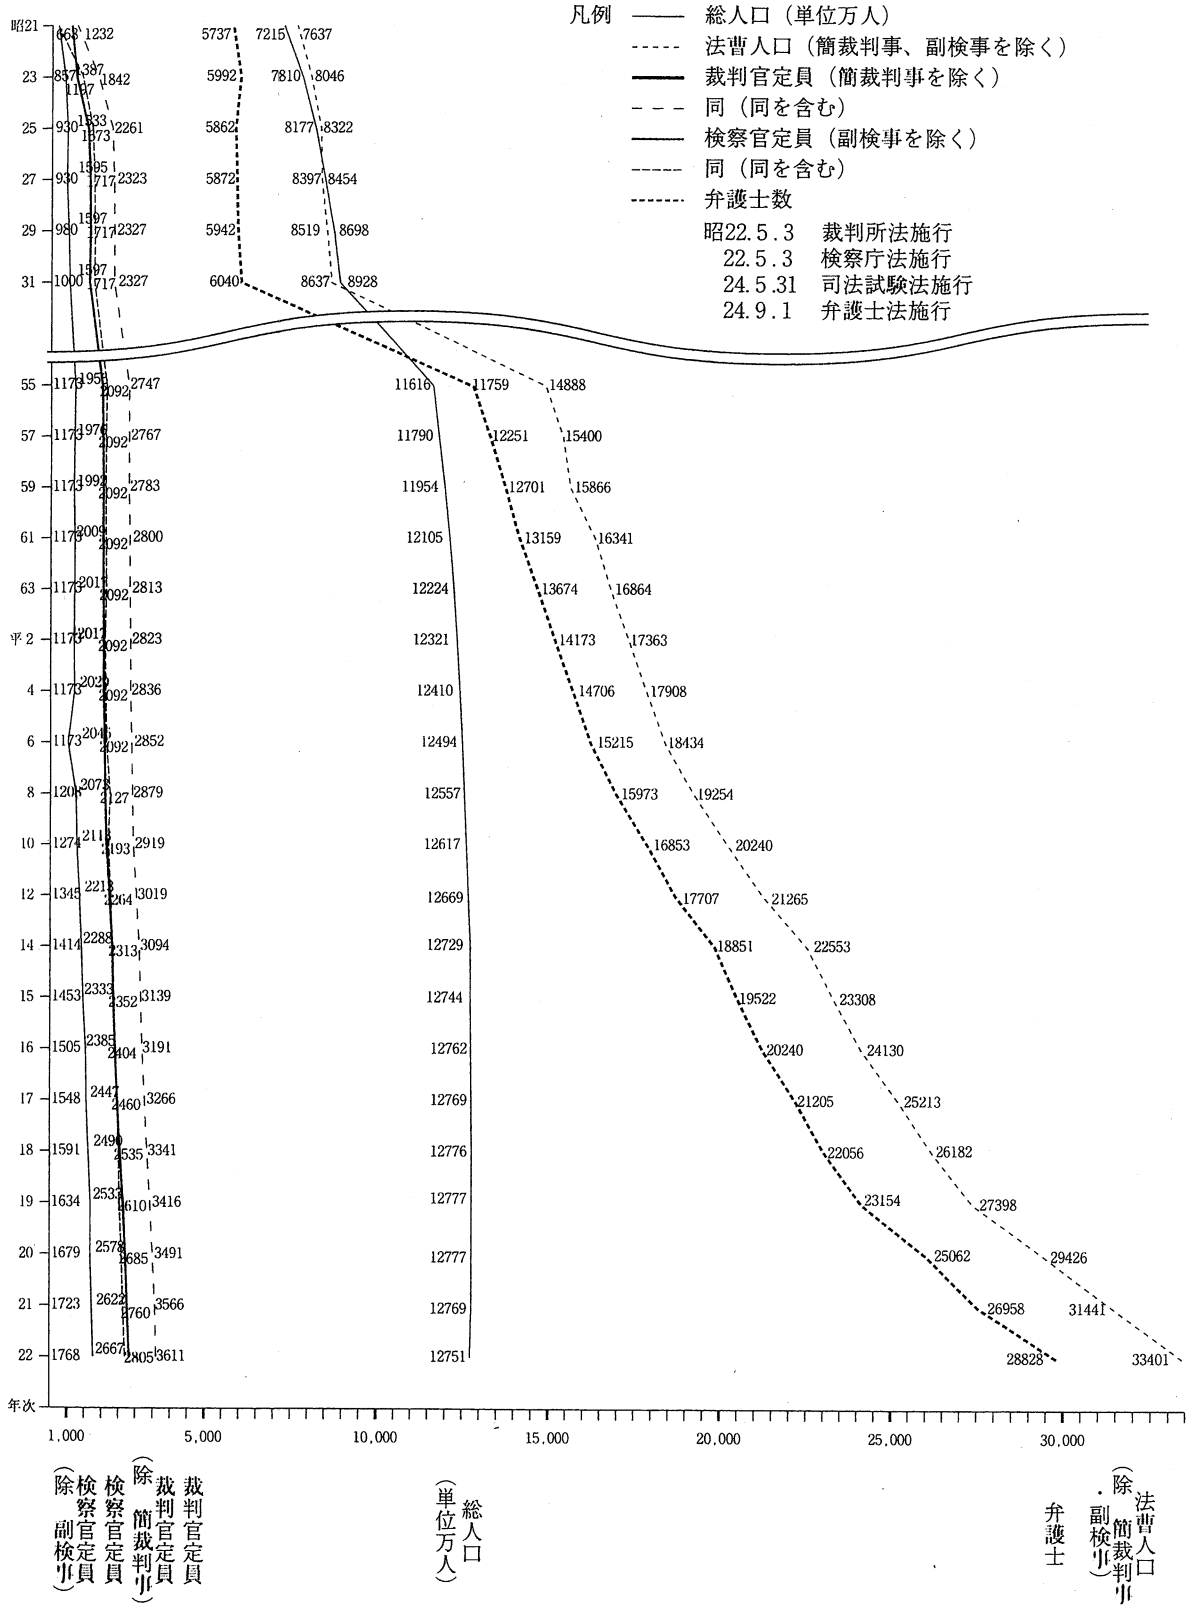 凡例 総人口（単位万人）
法曹人口（簡裁判事、副検事を除く）
裁判官定員（簡裁判事を除く）
同（同を含む）
検察官定員（副検事を除く）
同（同を含む）
弁護士数
昭22.5.3 裁判所法施行
22.5.3 検察庁法施行
24.5.31 司法試験法施行
24.9.1 弁護士法施行
昭21 668 1232 5737 7215 7637
23 857 1197 1387 1842 5992 7810 8046
25 930 1533 1673 2261 5862 8177 8322
27 930 1595 1717 2323 5872 8397 8454
29 980 1597 1717 2327 5942 8519 8698
31 1000 1597 1717 2327 6040 8637 8928
55 1173 2092 2747 11616 11759 14888
57 1173 1976 2092 2767 11790 12251 15400
59 1173 1992 2092 2783 11954 12701 15866
61 1173 2009 2092 2800 12105 13159 16341
63 1173 2017 2092 2813 12224 13674 16864
平2 1173 2017 2092 2823 12321 14173 17363
4 1173 2092 2836 12410 14706 17908
6 1173 2092 2852 12494 15215 18434
8 1208 2073 2127 2879 12557 15973 19254
10 1274 2113 2193 2919 12617 16853 20240
12 1345 2213 2264 3019 12669 17707 21265
14 1414 2288 2313 3094 12729 18851 22553
15 1453 2333 2352 3139 12744 19522 23308
16 1505 2385 2404 3191 12762 20240 24130
17 1548 2447 2460 3266 12769 21205 25213
18 1591 2490 2535 3341 12776 22056 26182
19 1634 2533 2610 3416 12777 23154 27398
20 1679 2578 2685 3491 12777 25062 29426
21 1723 2622 2760 3566 12769 26958 31441
22 1768 2667 2805 3611 12751 28828 33401
年次
1,000 5,000 10,000 15,000 20,000 25,000 30,000
検察官定員
（除 副検事）
検察官定員
裁判官定員
（除 簡裁判事）
裁判官定員
総人口
（単位万人）
弁護士
法曹人口
（除 簡裁判事
・副検事）